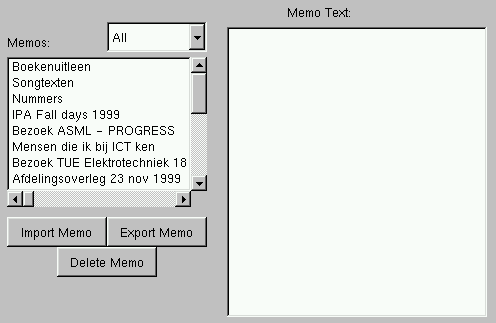 Memo Text:
Memos:
All
Boekenuitleen
Songtexten
Nummers
IPA Fall days 1999
Bezoek ASML - PROGRESS
Mensen die ik bij ICT ken
Bezoek TUE Elektrotechniek 18
Afdelingsoverleg 23 nov 1999
Import Memo
Export Memo
Delete Memo